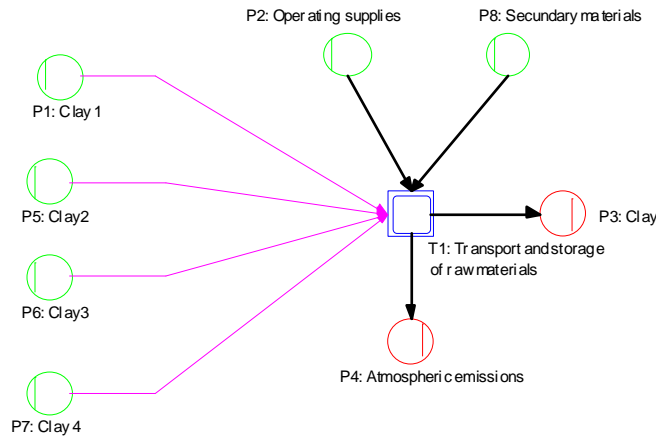 P2: Operating supplies
P8: Secundary materials
P1: Clay 1
P5: Clay2
P3: Clay
T1: Transport and storage
of raw materials
P6: Clay3
P4: Atmospheric emissions
P7: Clay 4